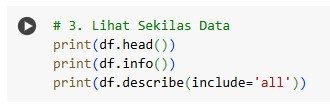 # 3. Lihat Sekilas Data
print(df.head())
print(df.info())
print(df.describe(include='all'))